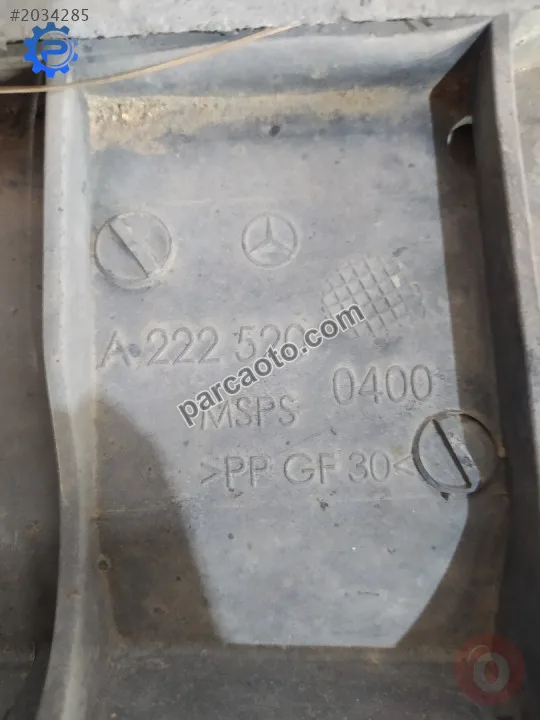 #2034285
A 222 520
0400
parcaoto.com
MSPS
>PP GF 30<